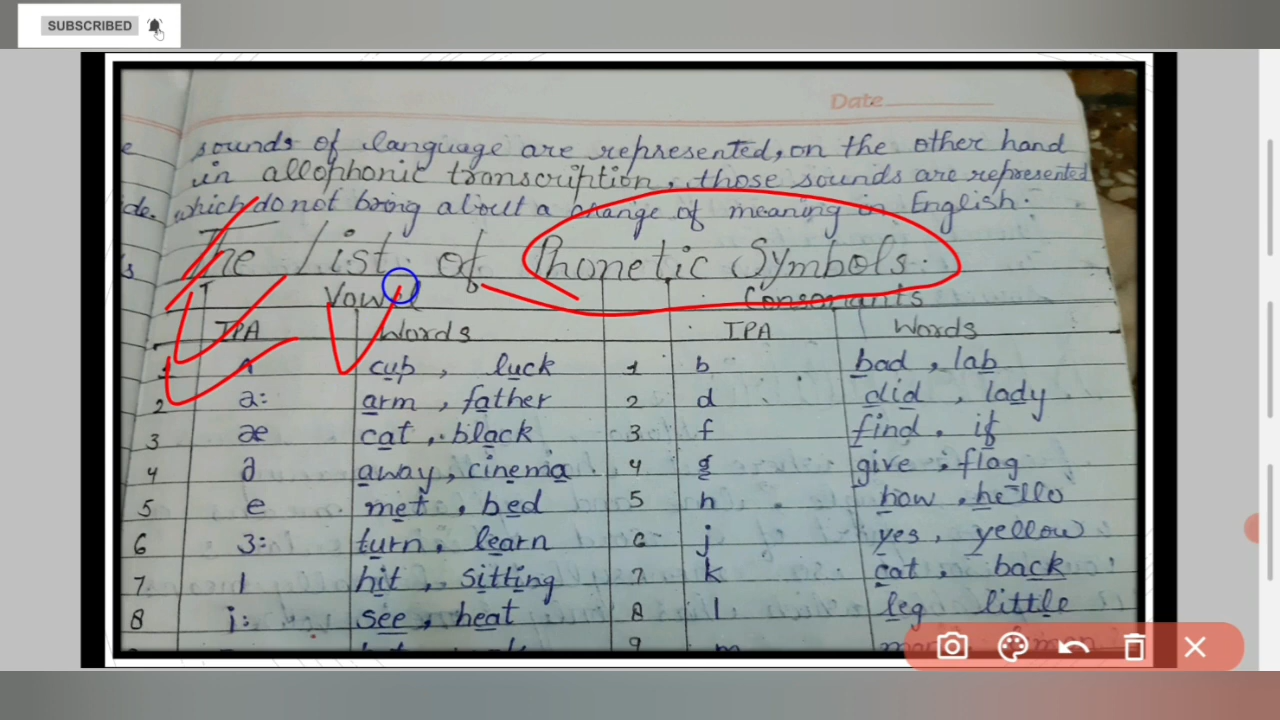 SUBSCRIBED
Date
e sounds of language are represented, on the other hand
in allophonic transcription, those sounds are represented
de. which do not bring about a change of meaning in English.
s The List of Phonetic Symbols.
Vowel Consonants
IPA Words IPA Words
1 ʌ cup, luck 1 b bad, lab
2 a: arm, father 2 d did, lady
3 æ cat, black 3 f find, if
4 ə away, cinema 4 g give, flag
5 e met, bed 5 h how, hello
6 3: turn, learn 6 j yes, yellow
7. I hit, sitting 7 k cat, back
8 i: see, heat 8 l leg little
9 m